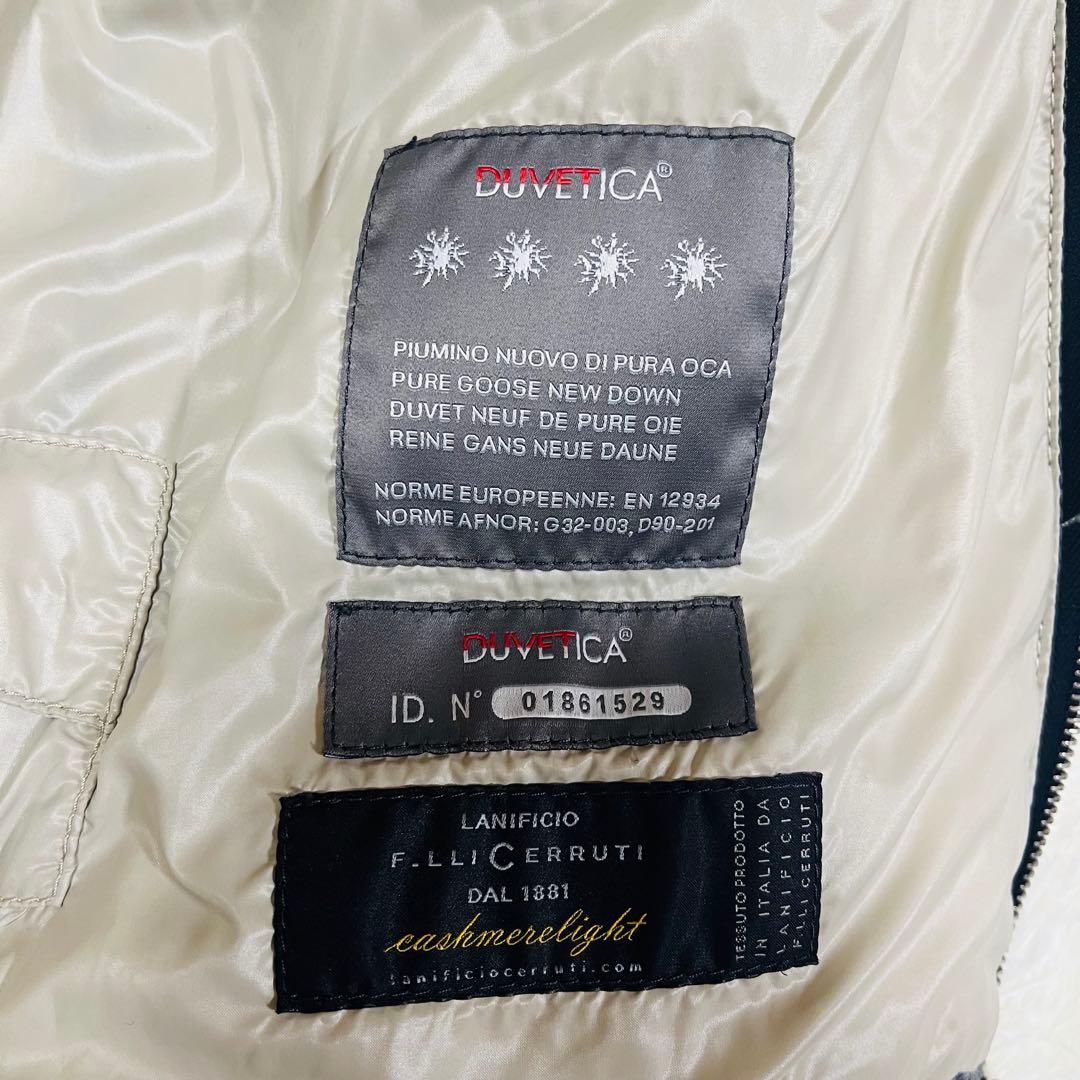 DUVETICA®
PIUMINO NUOVO DI PURA OCA
PURE GOOSE NEW DOWN
DUVET NEUF DE PURE OIE
REINE GANS NEUE DAUNE
NORME EUROPEENNE: EN 12934
NORME AFNOR: G32-003, D90-201
DUVETICA®
ID. N° 01861529
LANIFICIO
F.LLI CERRUTI
DAL 1881
cashmerelight
lanificiocerruti.com
TESSUTO PRODOTTO
IN ITALIA DA
LANIFICIO
F.LLI CERRUTI